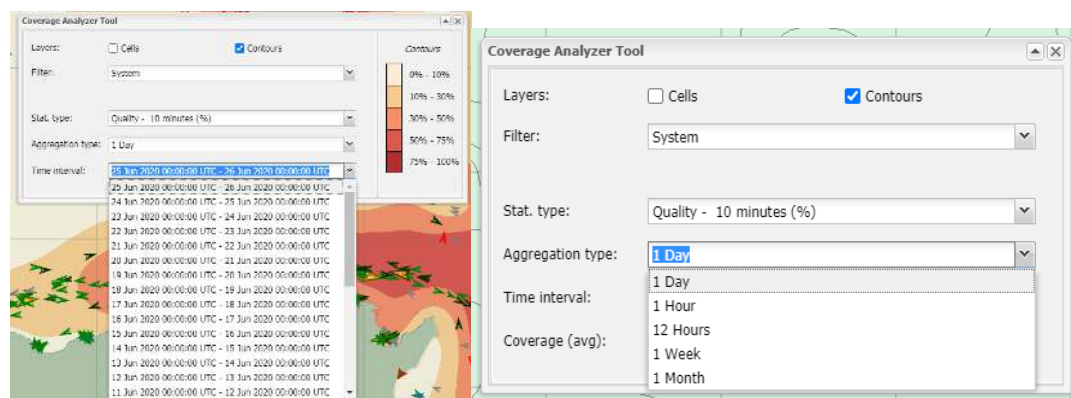 Coverage Analyzer Tool
Layers: Cells Contours
Filter: System
Stat. type: Quality - 10 minutes (%)
Aggregation type: 1 Day
Time interval: 25 Jun 2020 00:00:00 UTC - 26 Jun 2020 00:00:00 UTC
25 Jun 2020 00:00:00 UTC - 26 Jun 2020 00:00:00 UTC
24 Jun 2020 00:00:00 UTC - 25 Jun 2020 00:00:00 UTC
23 Jun 2020 00:00:00 UTC - 24 Jun 2020 00:00:00 UTC
22 Jun 2020 00:00:00 UTC - 23 Jun 2020 00:00:00 UTC
21 Jun 2020 00:00:00 UTC - 22 Jun 2020 00:00:00 UTC
20 Jun 2020 00:00:00 UTC - 21 Jun 2020 00:00:00 UTC
19 Jun 2020 00:00:00 UTC - 20 Jun 2020 00:00:00 UTC
18 Jun 2020 00:00:00 UTC - 19 Jun 2020 00:00:00 UTC
17 Jun 2020 00:00:00 UTC - 18 Jun 2020 00:00:00 UTC
16 Jun 2020 00:00:00 UTC - 17 Jun 2020 00:00:00 UTC
15 Jun 2020 00:00:00 UTC - 16 Jun 2020 00:00:00 UTC
14 Jun 2020 00:00:00 UTC - 15 Jun 2020 00:00:00 UTC
13 Jun 2020 00:00:00 UTC - 14 Jun 2020 00:00:00 UTC
12 Jun 2020 00:00:00 UTC - 13 Jun 2020 00:00:00 UTC
11 Jun 2020 00:00:00 UTC - 12 Jun 2020 00:00:00 UTC
Contours
0% - 10%
10% - 30%
30% - 50%
50% - 75%
75% - 100%
Coverage Analyzer Tool
Layers: Cells Contours
Filter: System
Stat. type: Quality - 10 minutes (%)
Aggregation type: 1 Day
1 Day
Time interval:
1 Hour
12 Hours
Coverage (avg):
1 Week
1 Month